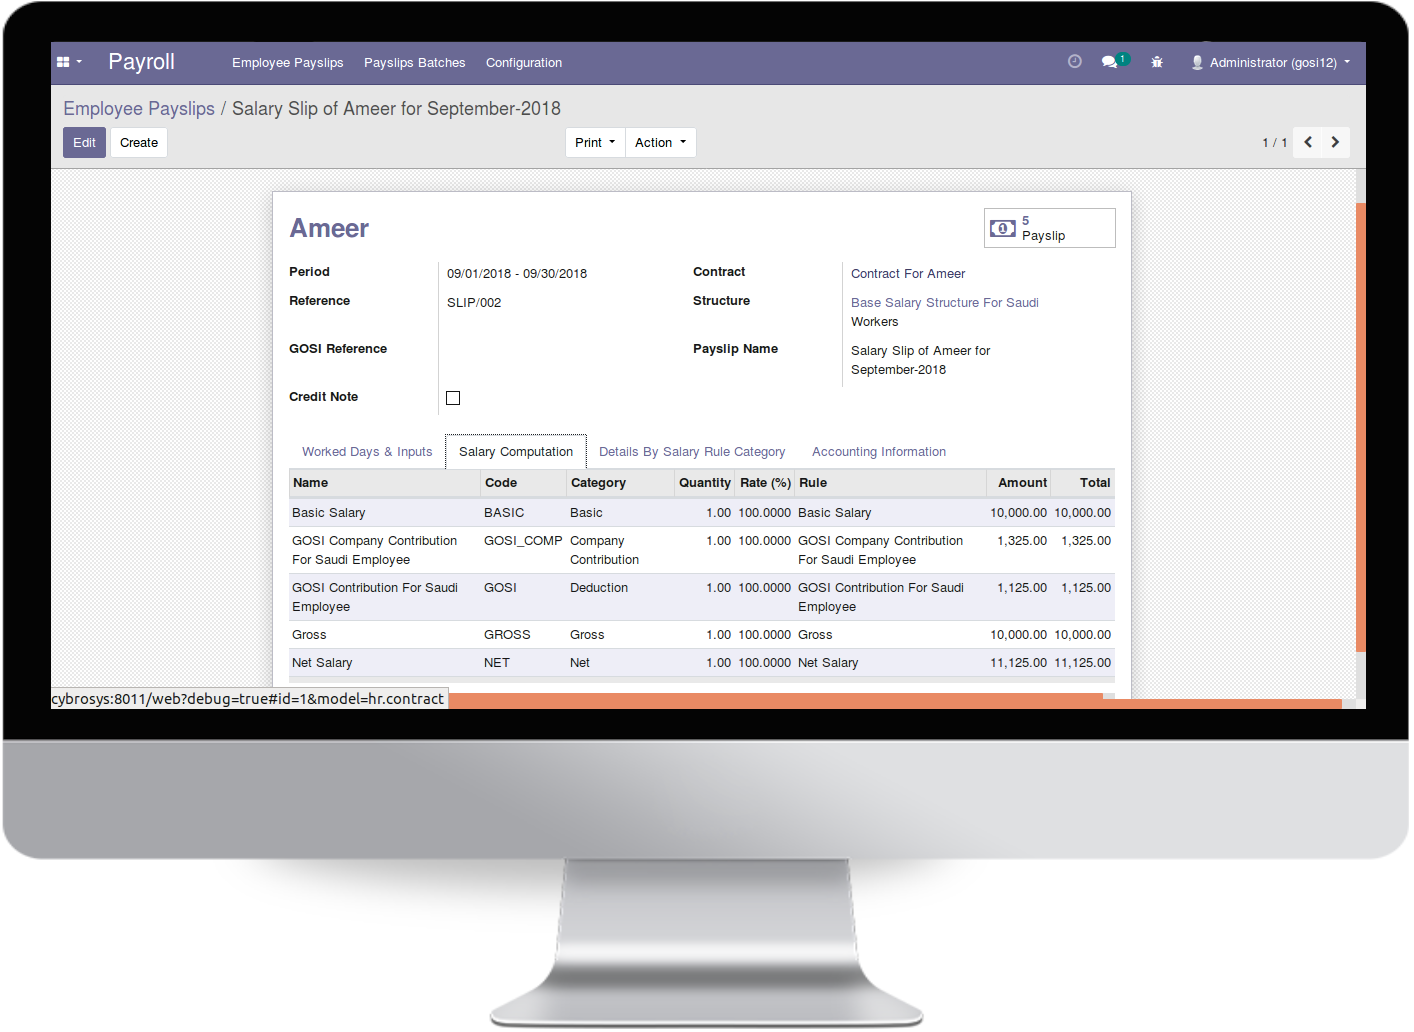 Payroll Employee Payslips Payslips Batches Configuration 1 Administrator (gosi12)
Employee Payslips / Salary Slip of Ameer for September-2018
Edit Create Print Action 1 / 1
Ameer
5
Payslip
Period 09/01/2018 - 09/30/2018 Contract Contract For Ameer
Reference SLIP/002 Structure Base Salary Structure For Saudi
Workers
GOSI Reference Payslip Name Salary Slip of Ameer for
September-2018
Credit Note
Worked Days & Inputs Salary Computation Details By Salary Rule Category Accounting Information
Name Code Category Quantity Rate (%) Rule Amount Total
Basic Salary BASIC Basic 1.00 100.0000 Basic Salary 10,000.00 10,000.00
GOSI Company Contribution GOSI_COMP Company 1.00 100.0000 GOSI Company Contribution 1,325.00 1,325.00
For Saudi Employee Contribution For Saudi Employee
GOSI Contribution For Saudi GOSI Deduction 1.00 100.0000 GOSI Contribution For Saudi 1,125.00 1,125.00
Employee Employee
Gross GROSS Gross 1.00 100.0000 Gross 10,000.00 10,000.00
Net Salary NET Net 1.00 100.0000 Net Salary 11,125.00 11,125.00
cybrosys:8011/web?debug=true#id=1&model=hr.contract